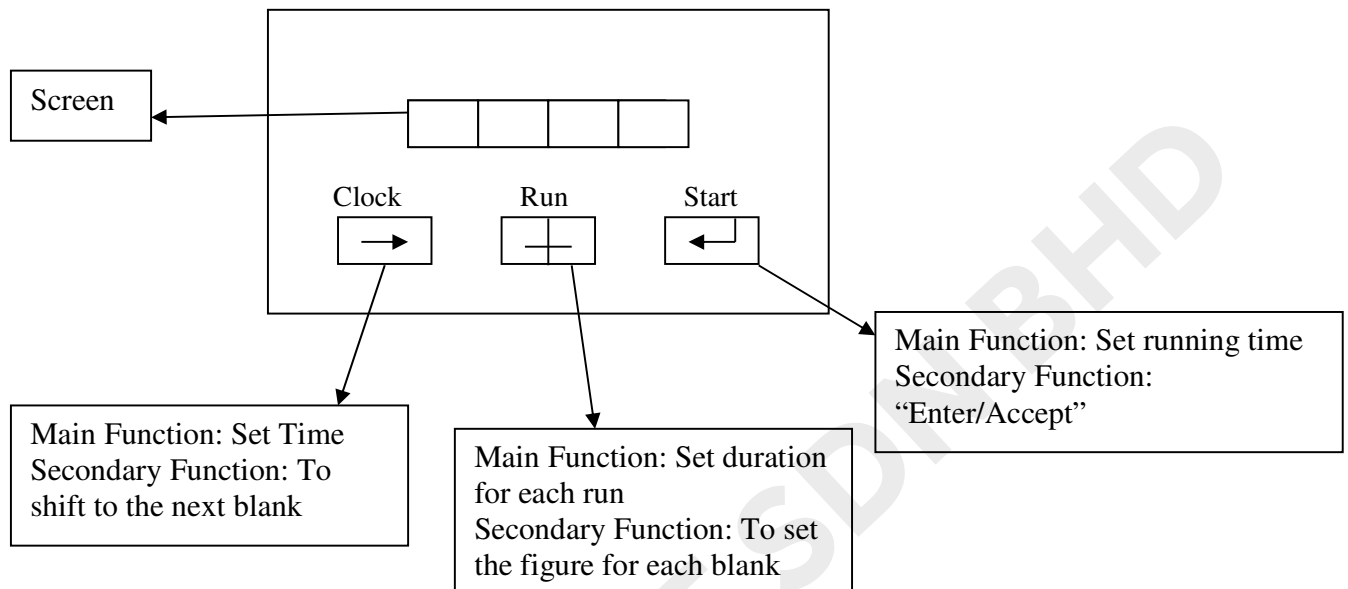 Screen
Clock Run Start
Main Function: Set running time
Secondary Function:
“Enter/Accept”
Main Function: Set Time
Secondary Function: To
shift to the next blank
Main Function: Set duration
for each run
Secondary Function: To set
the figure for each blank
SDN BHD